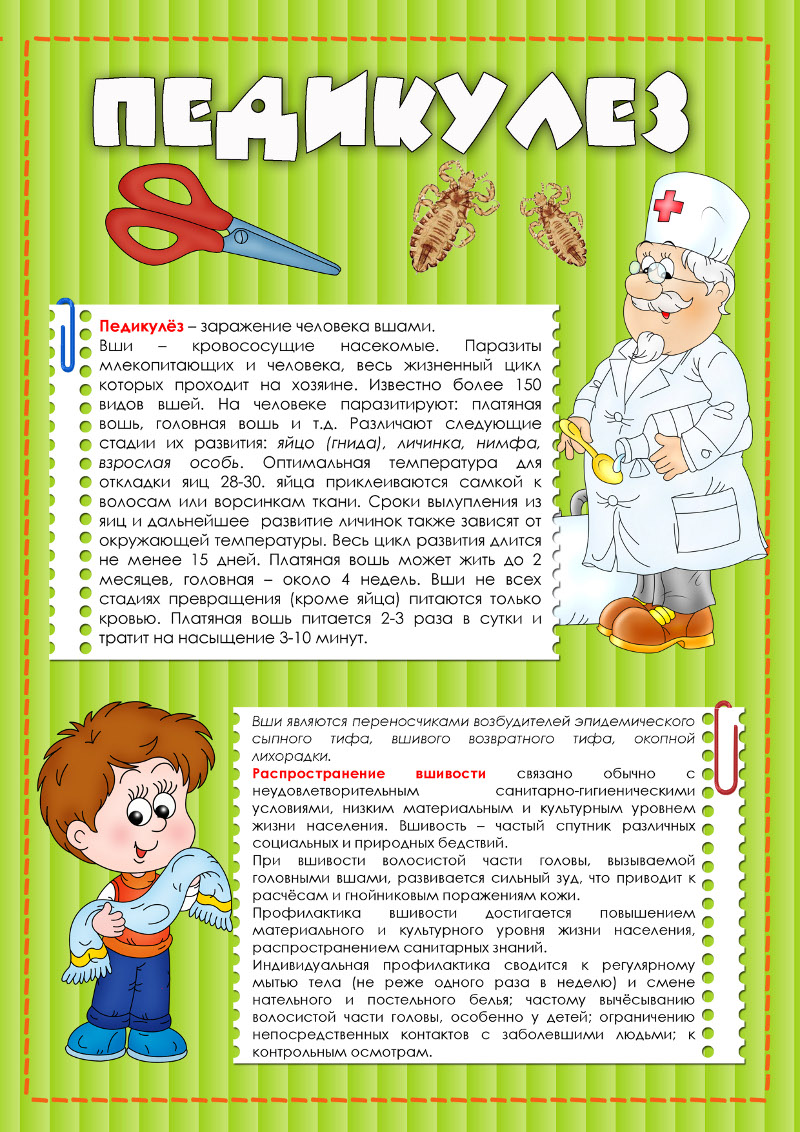 ПЕДИКУЛЕЗ
Педикулёз – заражение человека вшами.
Вши – кровососущие насекомые. Паразиты
млекопитающих и человека, весь жизненный цикл
которых проходит на хозяине. Известно более 150
видов вшей. На человеке паразитируют: платяная
вошь, головная вошь и т.д. Различают следующие
стадии их развития: яйцо (гнида), личинка, нимфа,
взрослая особь. Оптимальная температура для
откладки яиц 28-30. яйца приклеиваются самкой к
волосам или ворсинкам ткани. Сроки вылупления из
яиц и дальнейшее развитие личинок также зависят от
окружающей температуры. Весь цикл развития длится
не менее 15 дней. Платяная вошь может жить до 2
месяцев, головная – около 4 недель. Вши не всех
стадиях превращения (кроме яйца) питаются только
кровью. Платяная вошь питается 2-3 раза в сутки и
тратит на насыщение 3-10 минут.
Вши являются переносчиками возбудителей эпидемического
сыпного тифа, вшивого возвратного тифа, окопной
лихорадки.
Распространение вшивости связано обычно с
неудовлетворительным санитарно-гигиеническими
условиями, низким материальным и культурным уровнем
жизни населения. Вшивость – частый спутник различных
социальных и природных бедствий.
При вшивости волосистой части головы, вызываемой
головными вшами, развивается сильный зуд, что приводит к
расчёсам и гнойниковым поражениям кожи.
Профилактика вшивости достигается повышением
материального и культурного уровня жизни населения,
распространением санитарных знаний.
Индивидуальная профилактика сводится к регулярному
мытью тела (не реже одного раза в неделю) и смене
нательного и постельного белья; частому вычёсыванию
волосистой части головы, особенно у детей; ограничению
непосредственных контактов с заболевшими людьми; к
контрольным осмотрам.